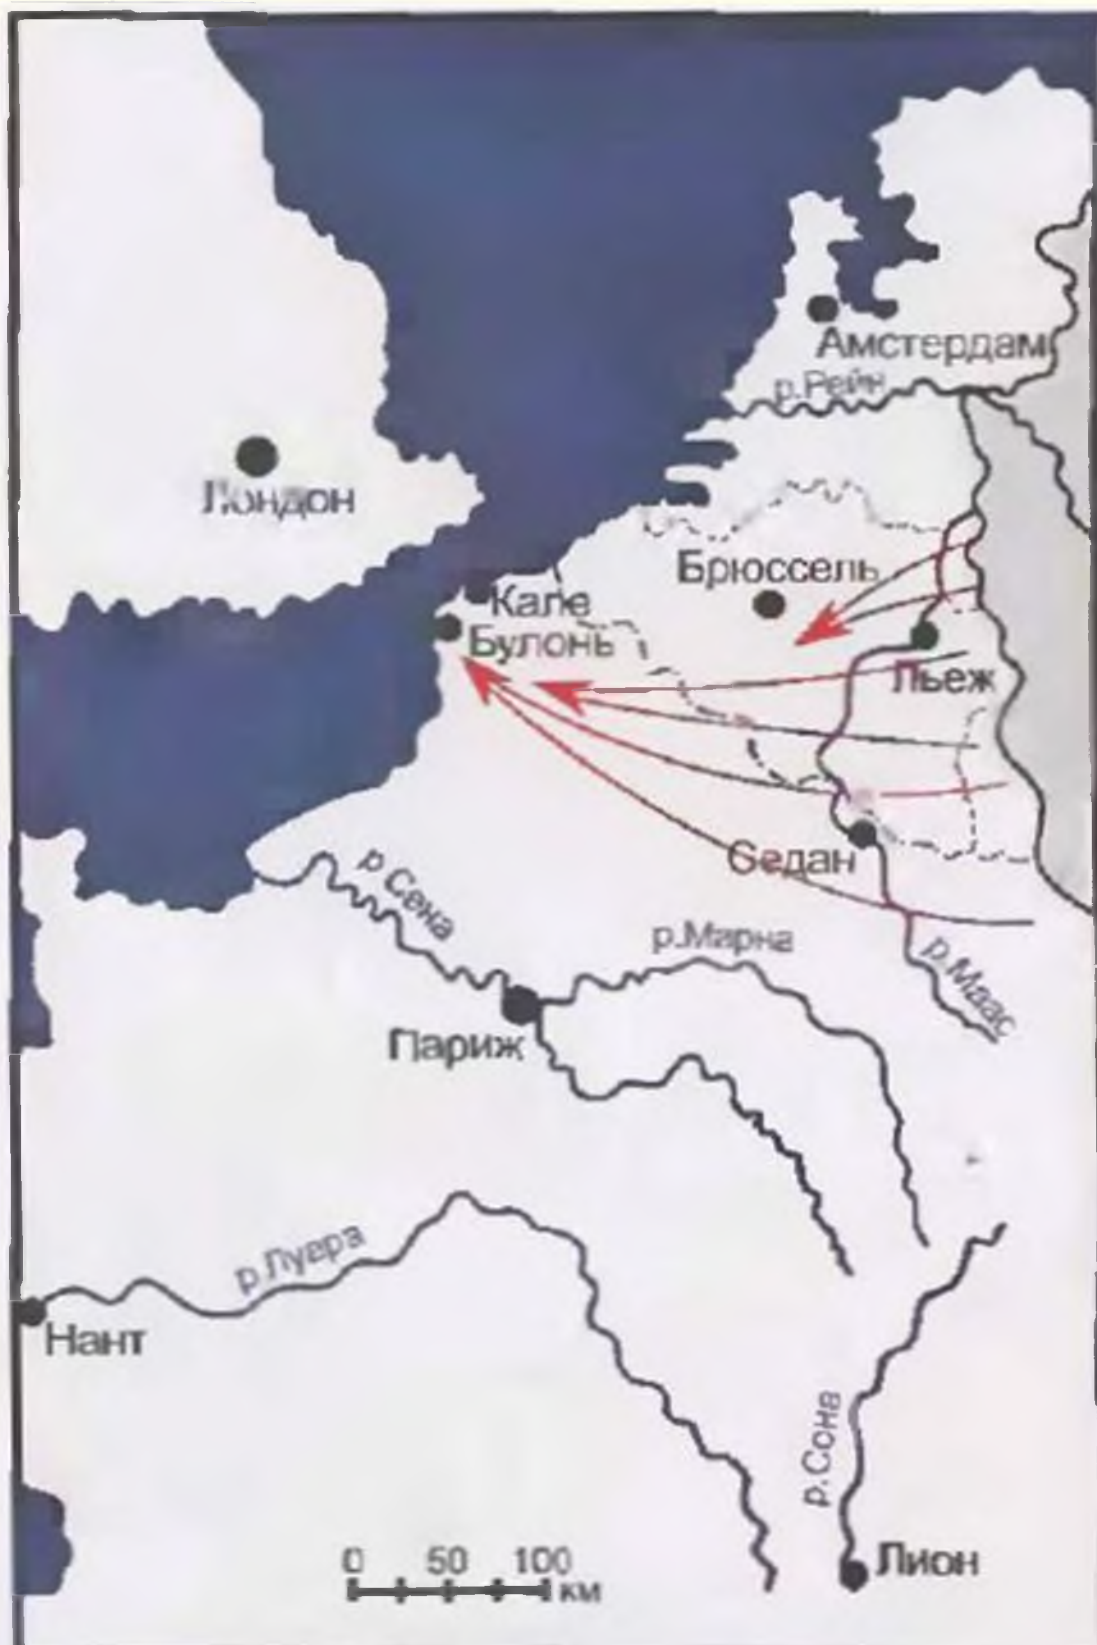 Амстердам
р.Рейн
Лондон
Брюссель
Кале
Булонь
Льеж
Седан
р.Сена
р.Марна
р.Маас
Париж
р.Луара
Нант
р.Сона
0 50 100
км
Лион